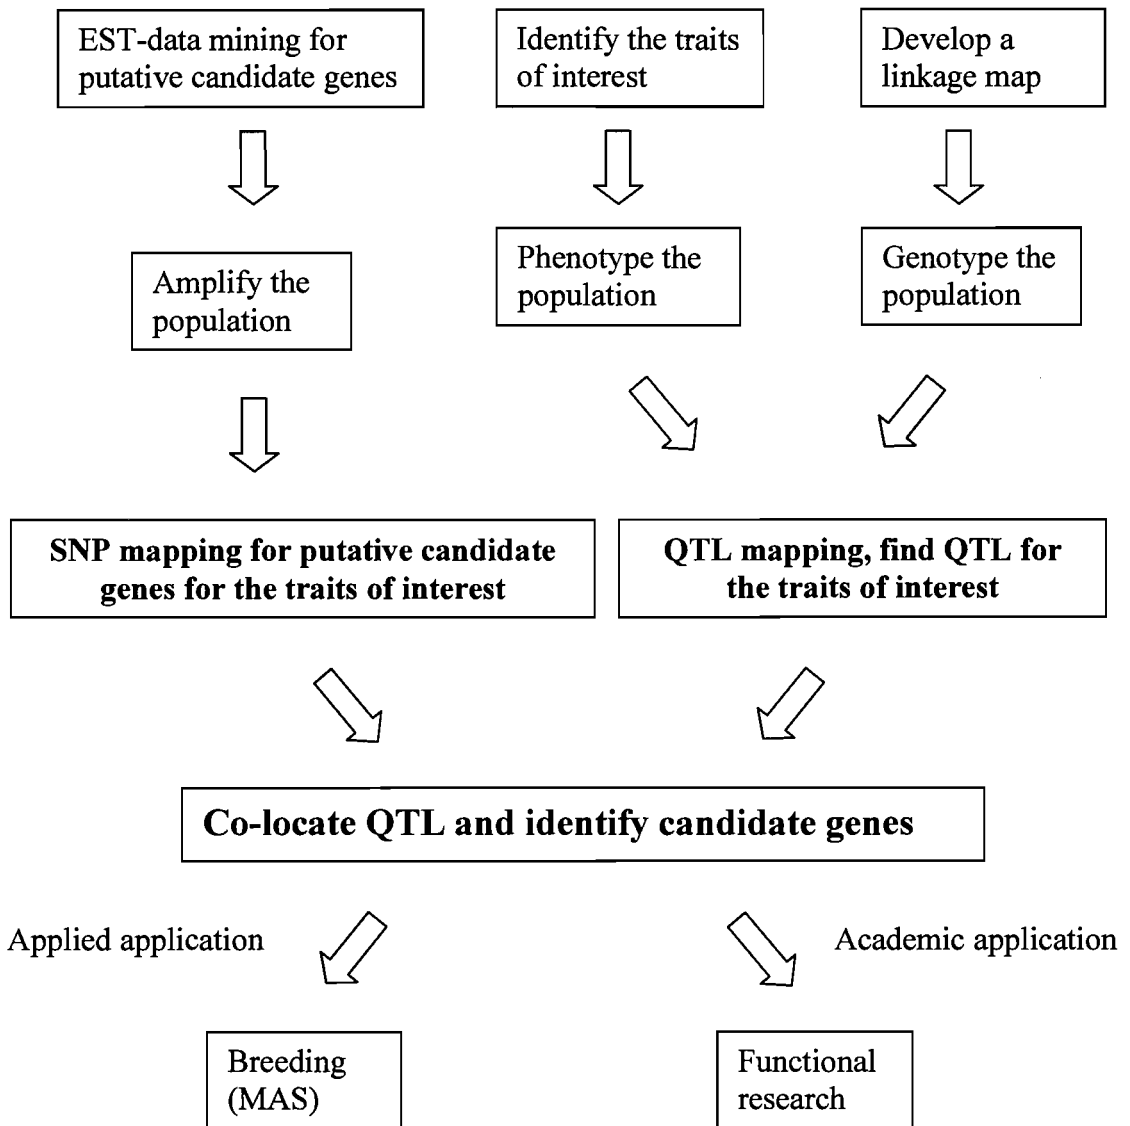 EST-data mining for
putative candidate genes
Identify the traits
of interest
Develop a
linkage map
Amplify the
population
Phenotype the
population
Genotype the
population
SNP mapping for putative candidate
genes for the traits of interest
QTL mapping, find QTL for
the traits of interest
Co-locate QTL and identify candidate genes
Applied application
Academic application
Breeding
(MAS)
Functional
research